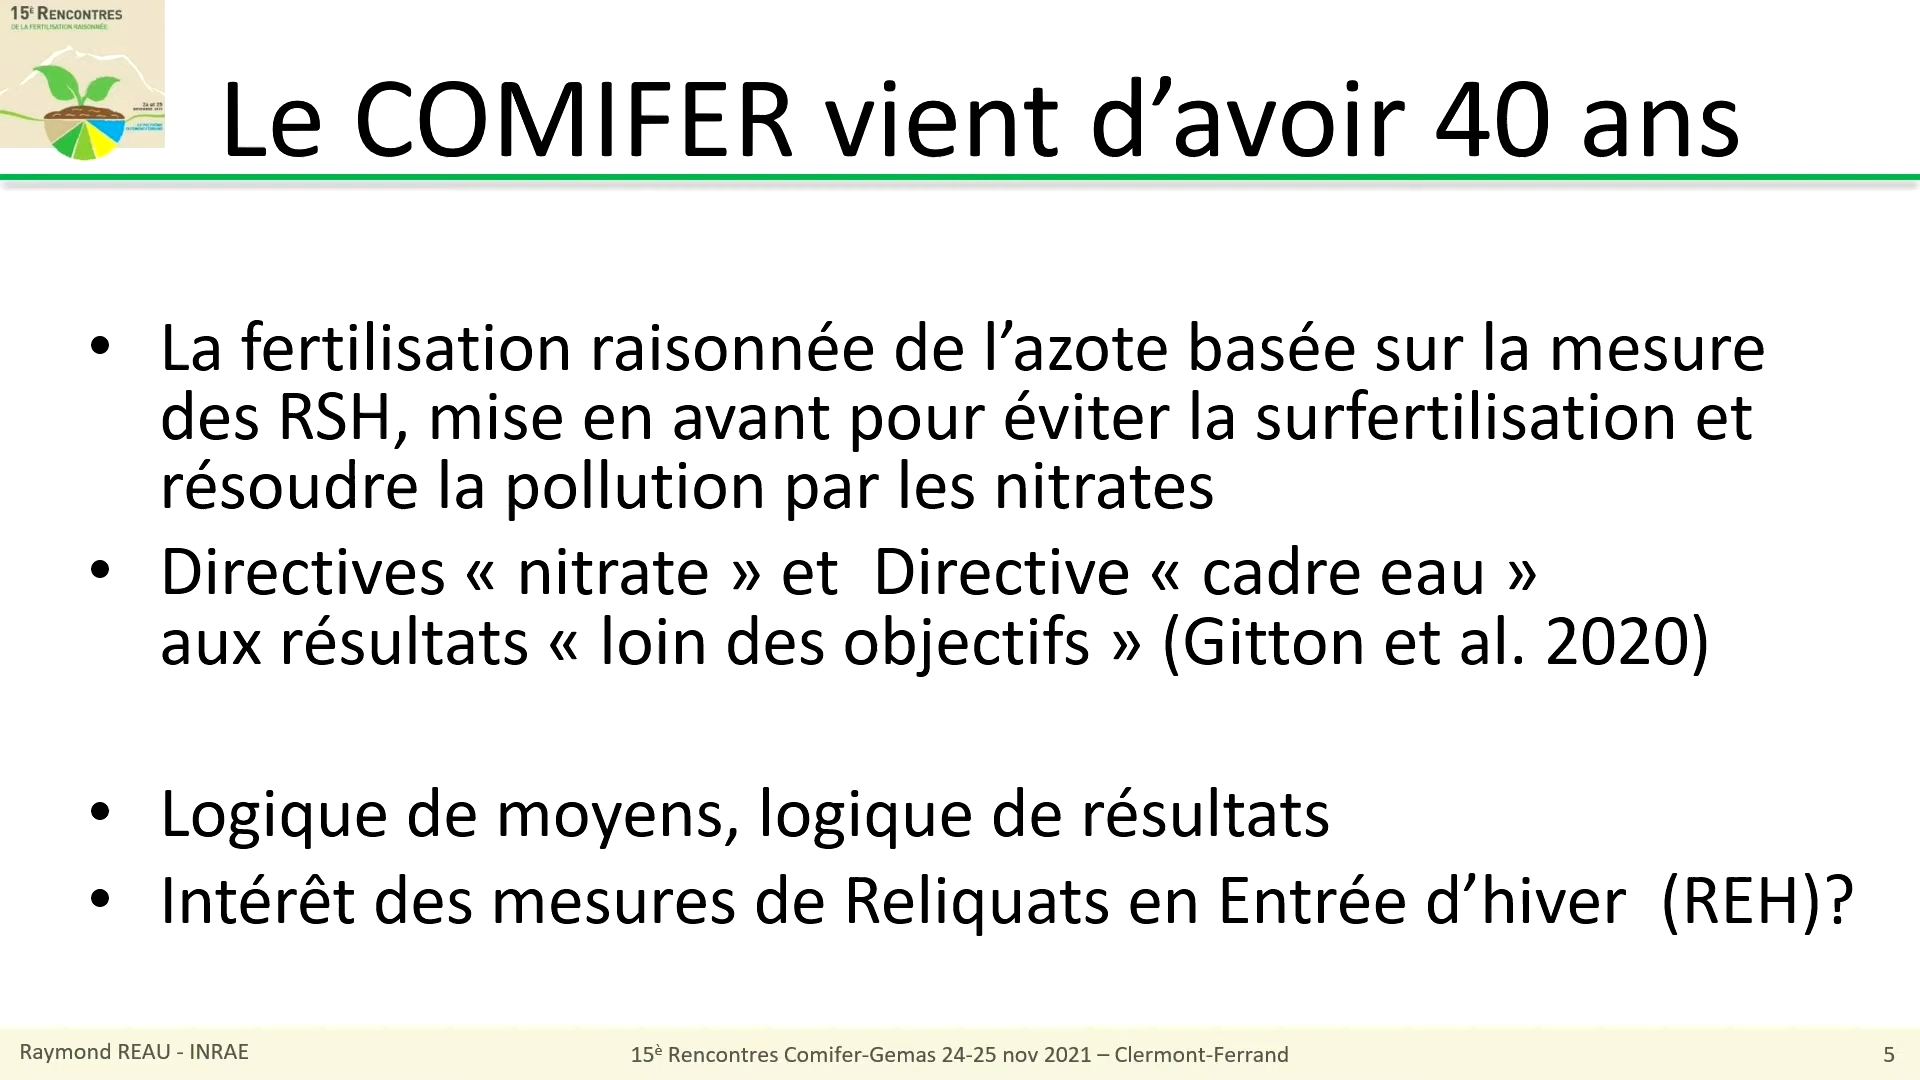 15È RENCONTRES
DE LA FERTILISATION RAISONNÉE
24 et 25
Le COMIFER vient d’avoir 40 ans
• La fertilisation raisonnée de l’azote basée sur la mesure
des RSH, mise en avant pour éviter la surfertilisation et
résoudre la pollution par les nitrates
• Directives « nitrate » et  Directive « cadre eau »
aux résultats « loin des objectifs » (Gitton et al. 2020)
• Logique de moyens, logique de résultats
• Intérêt des mesures de Reliquats en Entrée d’hiver  (REH)?
Raymond REAU - INRAE
15è Rencontres Comifer-Gemas 24-25 nov 2021 – Clermont-Ferrand
5